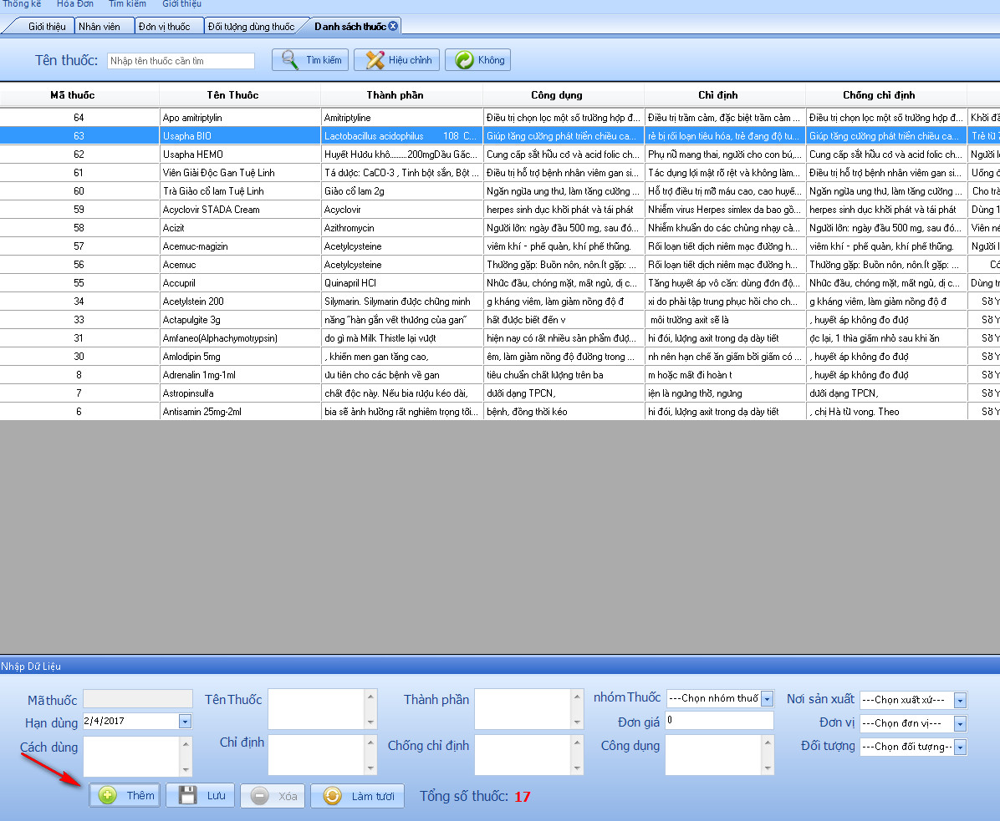 Thống kê Hóa Đơn Tìm kiếm Giới thiệu
Giới thiệu Nhân viên Đơn vị thuốc Đối tượng dùng thuốc Danh sách thuốc
Tên thuốc: Nhập tên thuốc cần tìm Tìm kiếm Hiệu chỉnh Không
Mã thuốc Tên Thuốc Thành phần Công dụng Chỉ định Chống chỉ định
64 Apo amitriptylin Amitriptyline Điều trị chọn lọc một số trường hợp đ... Điều trị trầm cảm, đặc biệt trầm cảm ... Điều trị chọn lọc một số trường hợp đ... Khởi đầ
63 Usapha BIO Lactobacillus acidophilus 108 C... Giúp tăng cường phát triển chiều ca... rẻ bị rối loạn tiêu hóa, trẻ đang độ tu... Giúp tăng cường phát triển chiều ca... Trẻ từ
62 Usapha HEMO Huyết Hươu khô.........200mgDầu Gấc... Cung cấp sắt hữu cơ và acid folic ch... Phụ nữ mang thai, người cho con bú,... Cung cấp sắt hữu cơ và acid folic ch... Người l
61 Viên Giải Độc Gan Tuệ Linh Tá dược: CaCO-3 , Tinh bột sắn, Bột ... Điều trị hỗ trợ bệnh nhân viêm gan si... Tác dụng lợi mật rõ rệt và không làm... Điều trị hỗ trợ bệnh nhân viêm gan si... Uống đ
60 Trà Giảo cổ lam Tuệ Linh Giảo cổ lam 2g Ngăn ngừa ung thư, làm tăng cường ... Hỗ trợ điều trị mỡ máu cao, cao huyế... Ngăn ngừa ung thư, làm tăng cường ... Cho trà
59 Acyclovir STADA Cream Acyclovir herpes sinh dục khởi phát và tái phát Nhiễm virus Herpes simlex da bao gồ... herpes sinh dục khởi phát và tái phát Dùng 1
58 Acizit Azithromycin Người lớn: ngày đầu 500 mg, sau đó... Nhiễm khuẩn do các chủng nhạy cả... Người lớn: ngày đầu 500 mg, sau đó... Viên né
57 Acemuc-magizin Acetylcysteine viêm khí - phế quản, khí phế thũng. Rối loạn tiết dịch niêm mạc đường h... viêm khí - phế quản, khí phế thũng. Người l
56 Acemuc Acetylcysteine Thường gặp: Buồn nôn, nôn.Ít gặp: ... Rối loạn tiết dịch niêm mạc đường h... Thường gặp: Buồn nôn, nôn.Ít gặp: ... Có
55 Accupril Quinapril HCl Nhức đầu, chóng mặt, mất ngủ, dị c... Tăng huyết áp vô căn: dùng đơn độ... Nhức đầu, chóng mặt, mất ngủ, dị c... Dùng tr
34 Acetylstein 200 Silymarin. Silymarin được chứng minh g kháng viêm, làm giảm nồng độ đ xi do phải tập trung phục hồi cho ch... g kháng viêm, làm giảm nồng độ đ Sở Y
33 Actapulgite 3g năng "hàn gắn vết thương của gan" hất được biết đến v môi trường axit sẽ là , huyết áp không đo đượ Sở Y
31 Amfaneo(Alphachymotrypsin) do gì mà Milk Thistle lại vượt hiện nay có rất nhiều sản phẩm đượ... hi đói, lượng axit trong dạ dày tiết ợc lại, 1 thìa giấm nhỏ sau khi ăn Sở Y
30 Amlodipin 5mg , khiến men gan tăng cao, êm, làm giảm nồng độ đường trong ... nh nên hạn chế ăn giấm bởi giấm có ... , huyết áp không đo đượ Sở Y
8 Adrenalin 1mg-1ml ưu tiên cho các bệnh về gan tiêu chuẩn chất lượng trên ba m hoặc mất đi hoàn t , huyết áp không đo đượ Sở Y
7 Astropinsulfa chất độc này. Nếu bia rượu kéo dài, dưới dạng TPCN, iện là ngưng thở, ngưng dưới dạng TPCN, Sở Y
6 Antisamin 25mg-2ml bia sẽ ảnh hưởng rất nghiêm trọng tới... bệnh, đồng thời kéo hi đói, lượng axit trong dạ dày tiết , chị Hà tử vong. Theo Sở Y
Nhập Dữ Liệu
Mã thuốc Tên Thuốc Thành phần nhóm Thuốc ---Chọn nhóm thuố Nơi sản xuất ---Chọn xuất xứ---
Hạn dùng 2/4/2017 Đơn giá 0 Đơn vị ---Chọn đơn vị---
Cách dùng Chỉ định Chống chỉ định Công dụng Đối tượng ---Chọn đối tượng--
Thêm Lưu Xóa Làm tươi Tổng số thuốc: 17